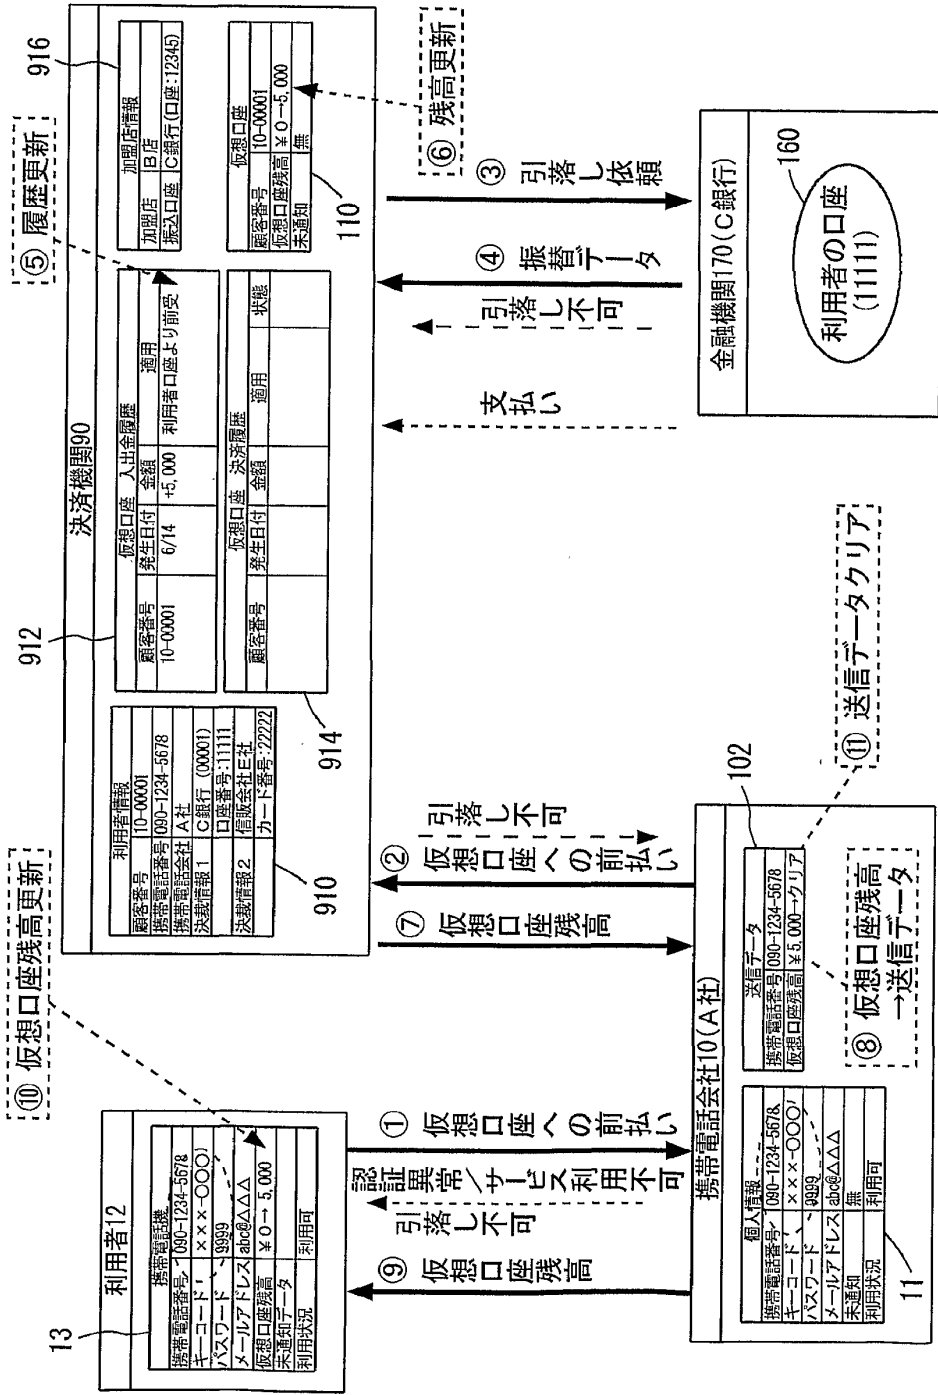 決済機関90
912
仮想口座 入出金履歴
顧客番号 発生日付 金額 適用
10-00001 6/14 +5,000 利用者口座より前受
⑤ 履歴更新
916
加盟店情報
加盟店 B店
振込口座 C銀行(口座:12345)
利用者情報
顧客番号 10-00001
携帯電話番号 090-1234-5678
携帯電話会社 A社
決裁情報1 C銀行 (00001)
口座番号:11111
決裁情報2 信販会社E社
カード番号:22222
910
仮想口座 決済履歴
顧客番号 発生日付 金額 適用 状態
914
仮想口座
顧客番号 10-00001
仮想口座残高 ¥0→5,000
未通知 無
110
⑥ 残高更新
⑩ 仮想口座残高更新
利用者12
13
携帯電話機
携帯電話番号 090-1234-5678
キーコード ×××-○○○
パスワード 9999
メールアドレス abc@△△△
仮想口座残高 ¥0→5,000
未通知データ
利用状況 利用可
① 仮想口座への前払い
認証異常/サービス利用不可
引落し不可
⑨ 仮想口座残高
⑦ 仮想口座残高
② 仮想口座への前払い
引落し不可
支払い
引落し不可
④ 振替データ
③ 引落し依頼
携帯電話会社10(A社)
個人情報
携帯電話番号 090-1234-5678
キーコード ×××-○○○
パスワード 9999
メールアドレス abc@△△△
未通知 無
利用状況 利用可
11
102
送信データ
携帯電話番号 090-1234-5678
仮想口座残高 ¥5,000→クリア
⑧ 仮想口座残高
→送信データ
⑪ 送信データクリア
金融機関170(C銀行)
160
利用者の口座
(11111)